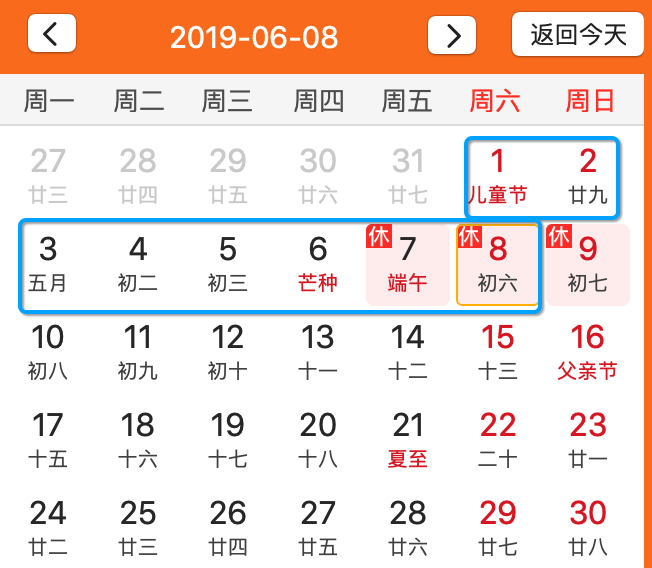 2019-06-08 返回今天
周一 周二 周三 周四 周五 周六 周日
27 28 29 30 31 1 2
廿三 廿四 廿五 廿六 廿七 儿童节 廿九
3 4 5 6 休 7 休 8 休 9
五月 初二 初三 芒种 端午 初六 初七
10 11 12 13 14 15 16
初八 初九 初十 十一 十二 十三 父亲节
17 18 19 20 21 22 23
十五 十六 十七 十八 夏至 二十 廿一
24 25 26 27 28 29 30
廿二 廿三 廿四 廿五 廿六 廿七 廿八